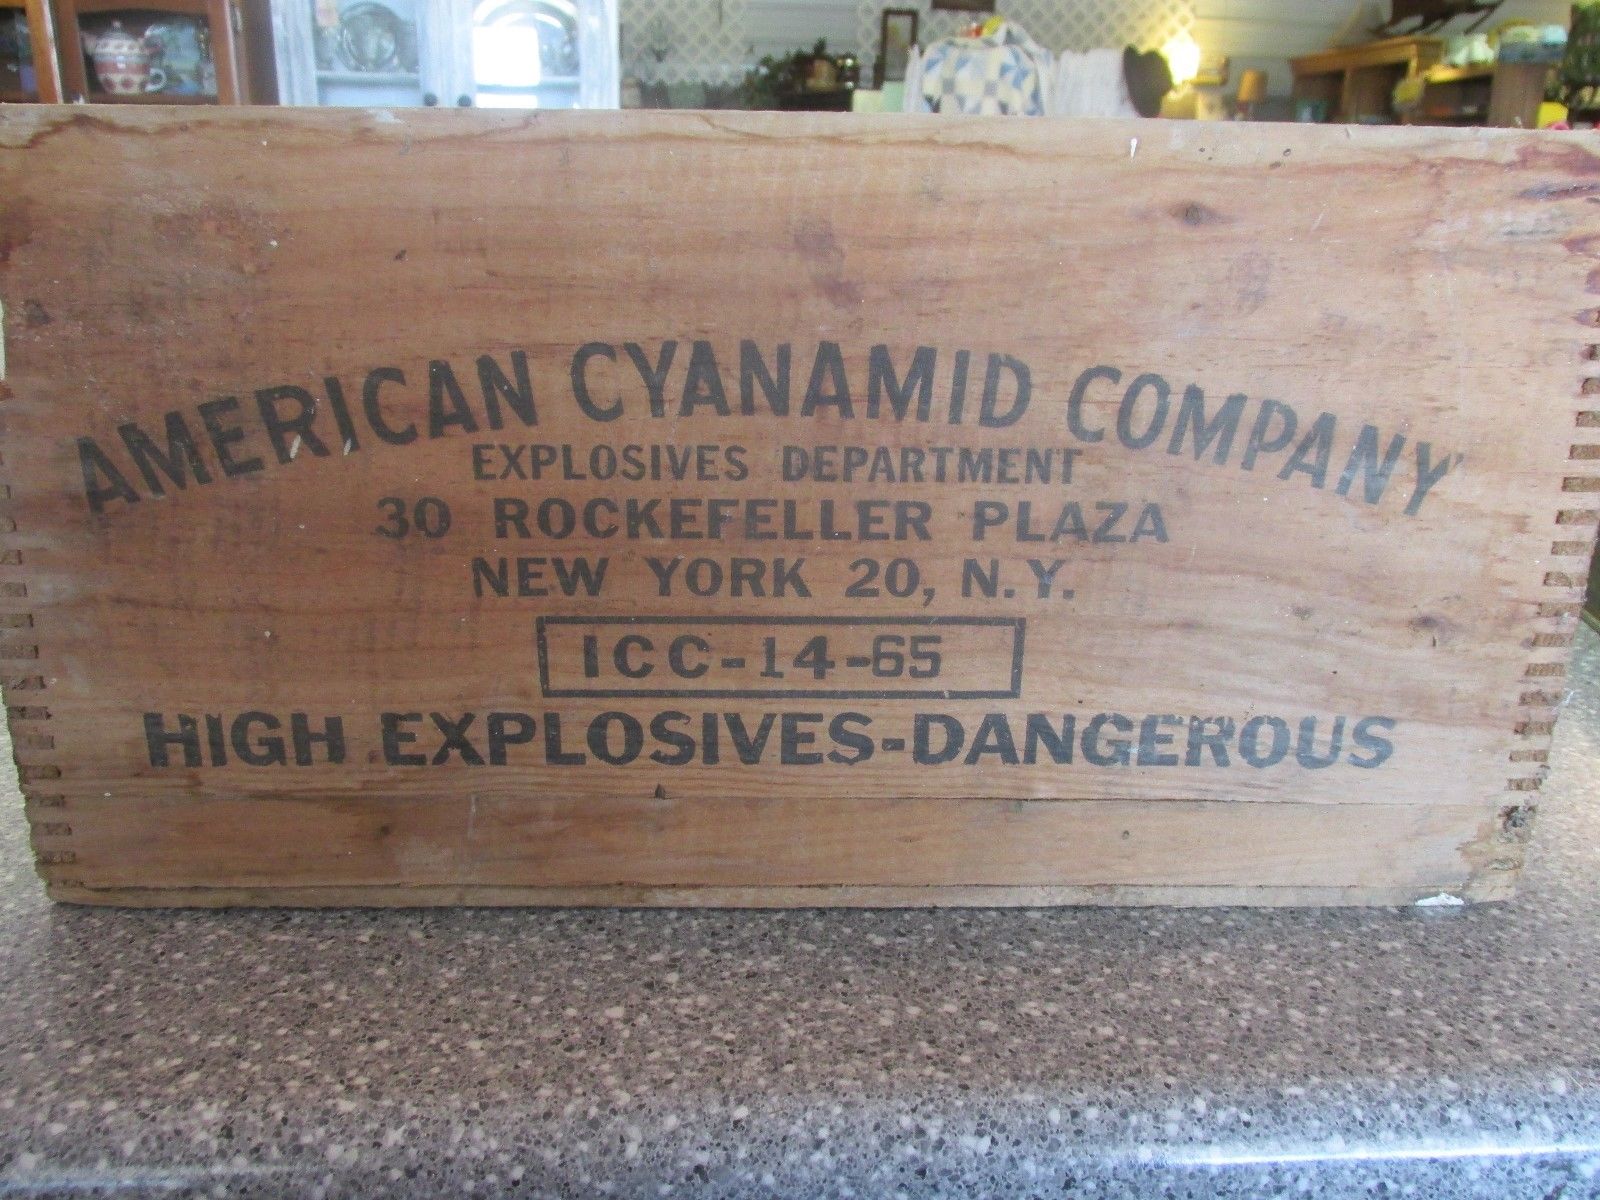 AMERICAN CYANAMID COMPANY
EXPLOSIVES DEPARTMENT
30 ROCKEFELLER PLAZA
NEW YORK 20, N.Y.
ICC-14-65
HIGH EXPLOSIVES-DANGEROUS